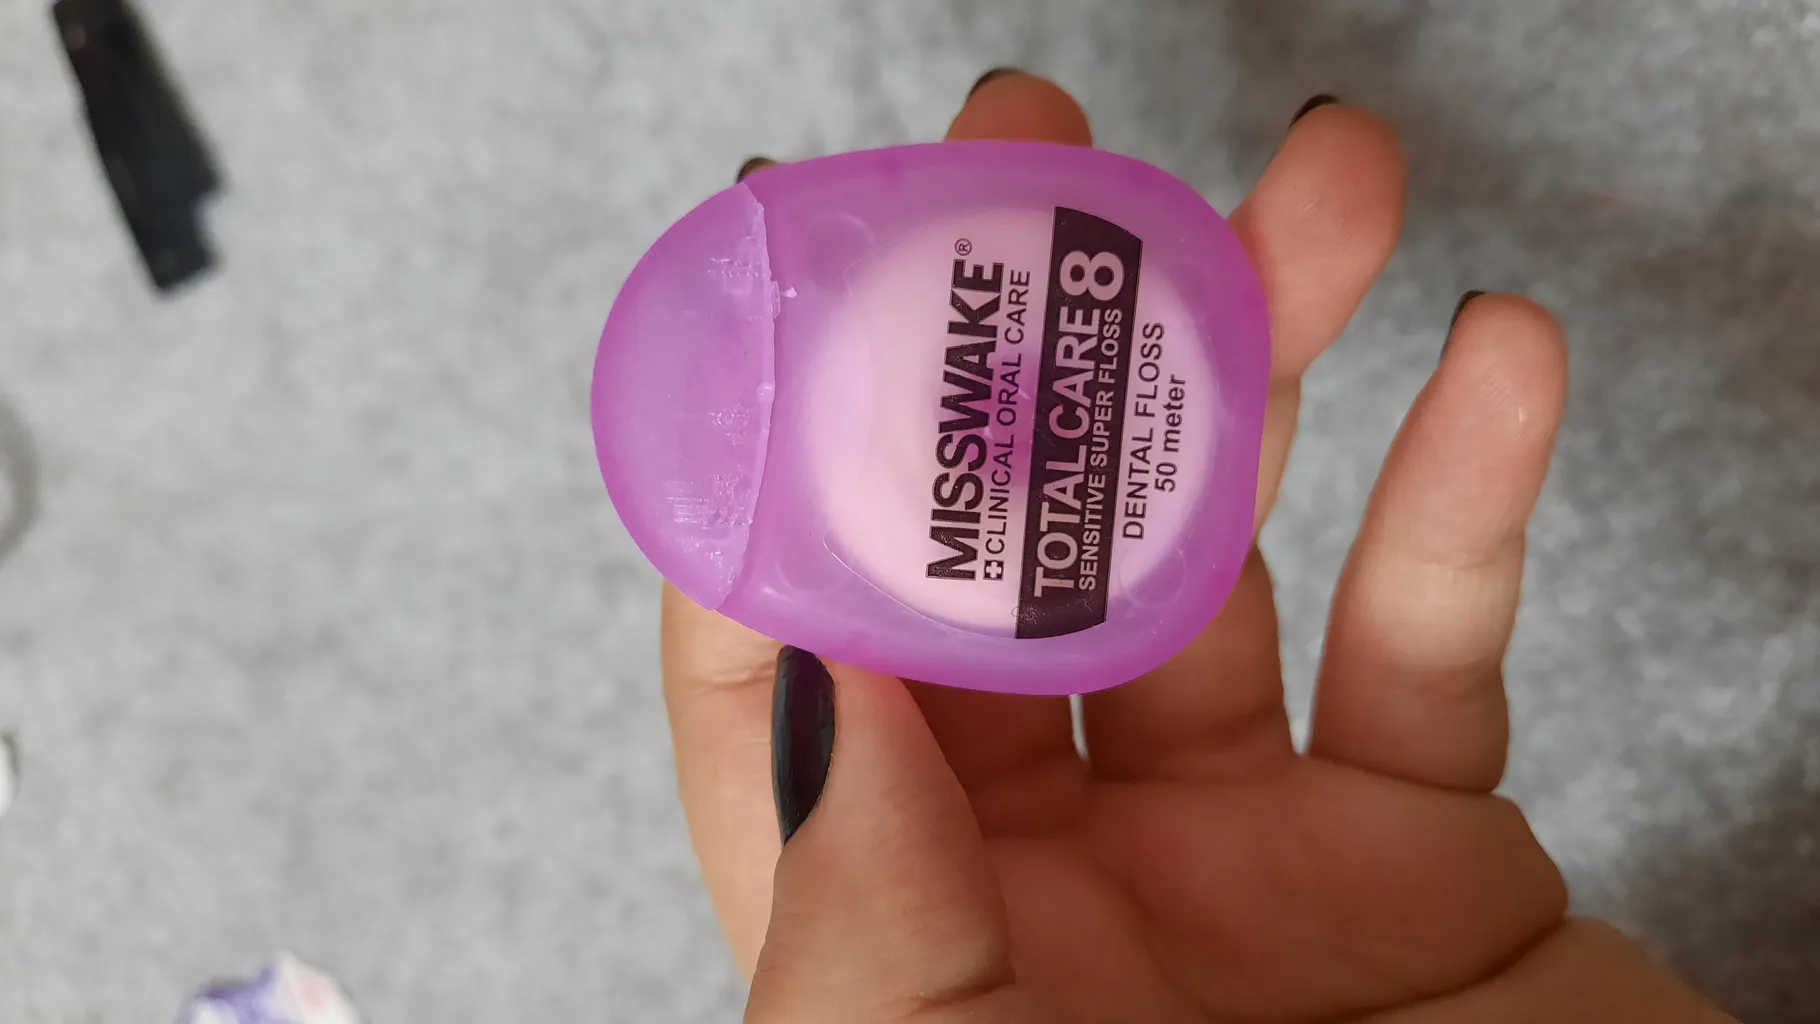 MISSWAKE®
CLINICAL ORAL CARE
TOTAL CARE 8
SENSITIVE SUPER FLOSS
DENTAL FLOSS
50 meter